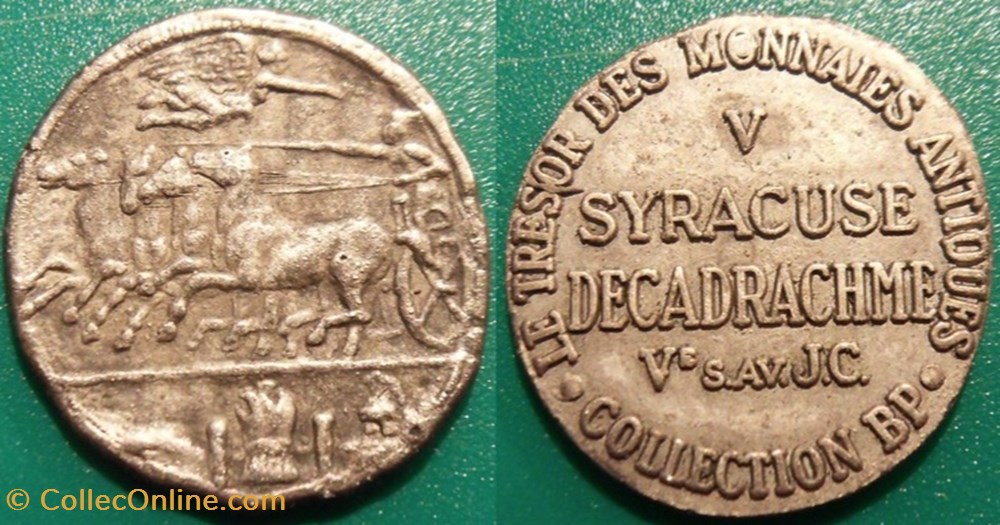 LE TRESOR DES MONNAIES ANTIQUES
V
SYRACUSE
DECADRACHME
Ve S.AV.J.C.
• COLLECTION BP •
© CollecOnline.com